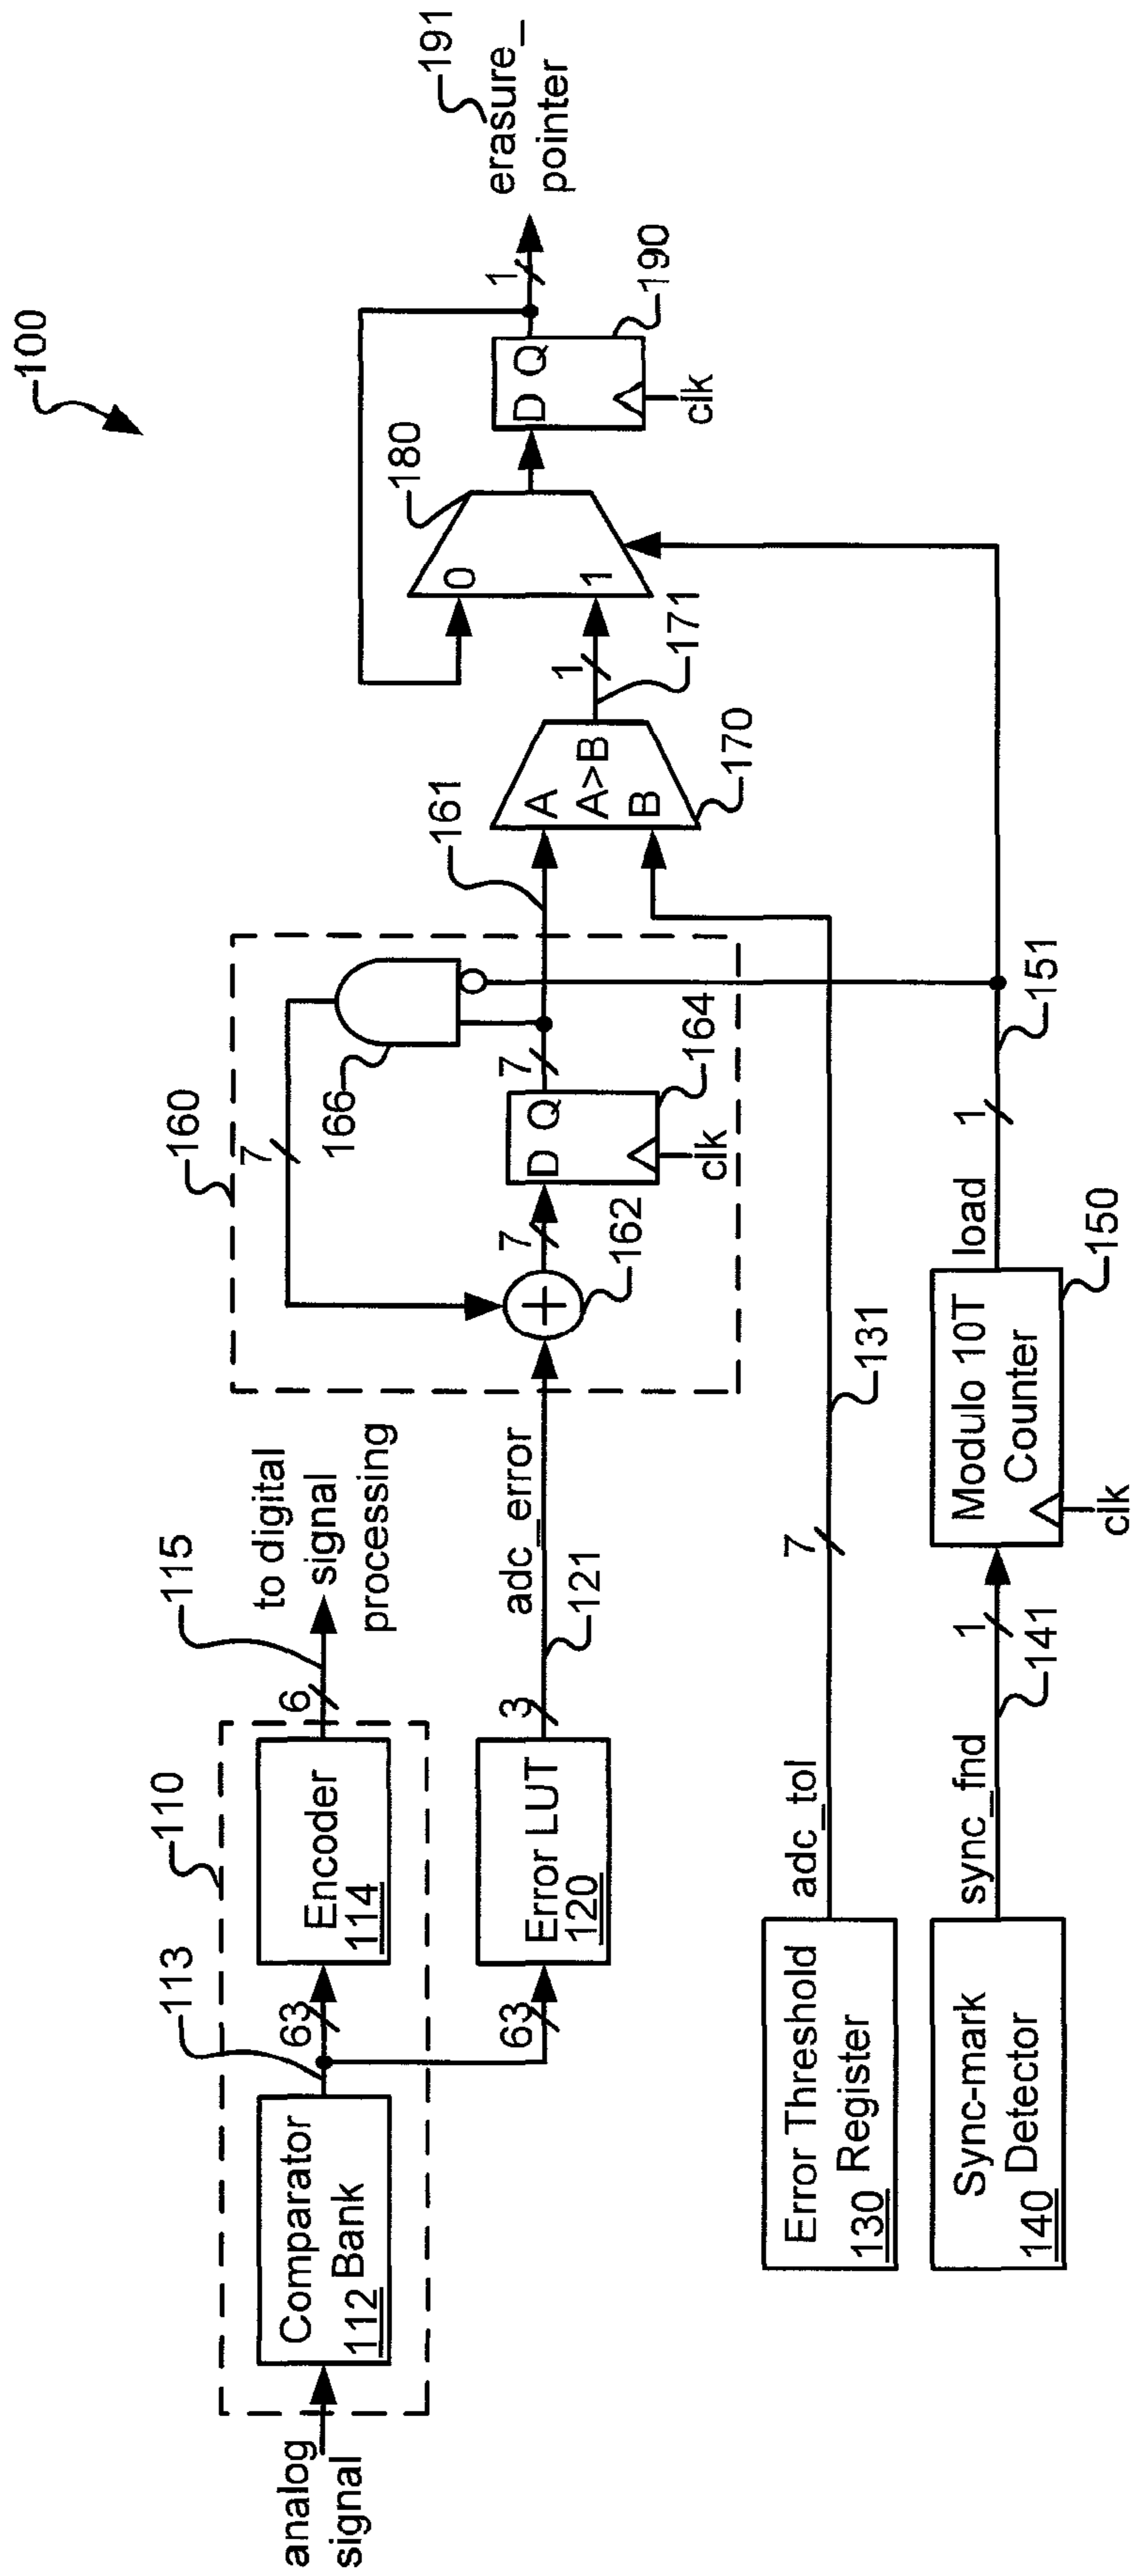 100
110
112
Comparator
112 Bank
analog
signal
113
63
Encoder
114
6
115
to digital
signal
processing
63
Error LUT
120
3
121
adc_error
160
162
7
D Q
clk
164
7
7
166
161
A
A>B
B
170
1
171
0
1
180
D Q
clk
190
1
191
erasure_
pointer
Error Threshold
130 Register
adc_tol
7
131
Sync-mark
140 Detector
sync_fnd
1
141
Modulo 10T
Counter
clk
150
load
1
151